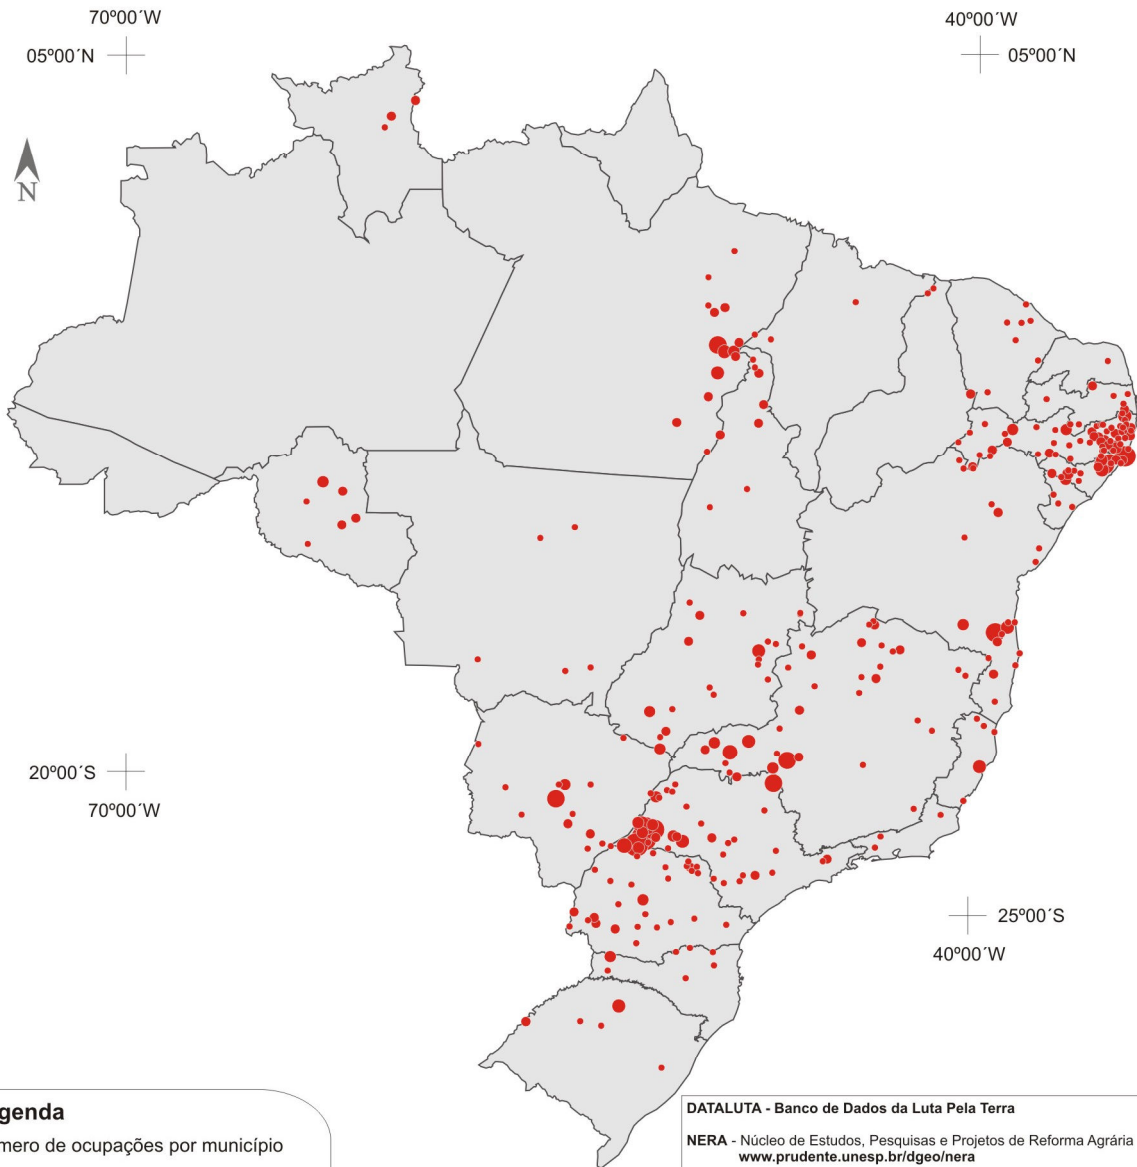 70º00´W
40º00´W
05º00´N
05º00´N
N
20º00´S
70º00´W
25º00´S
40º00´W
genda
mero de ocupações por município
DATALUTA - Banco de Dados da Luta Pela Terra
NERA - Núcleo de Estudos, Pesquisas e Projetos de Reforma Agrária
www.prudente.unesp.br/dgeo/nera